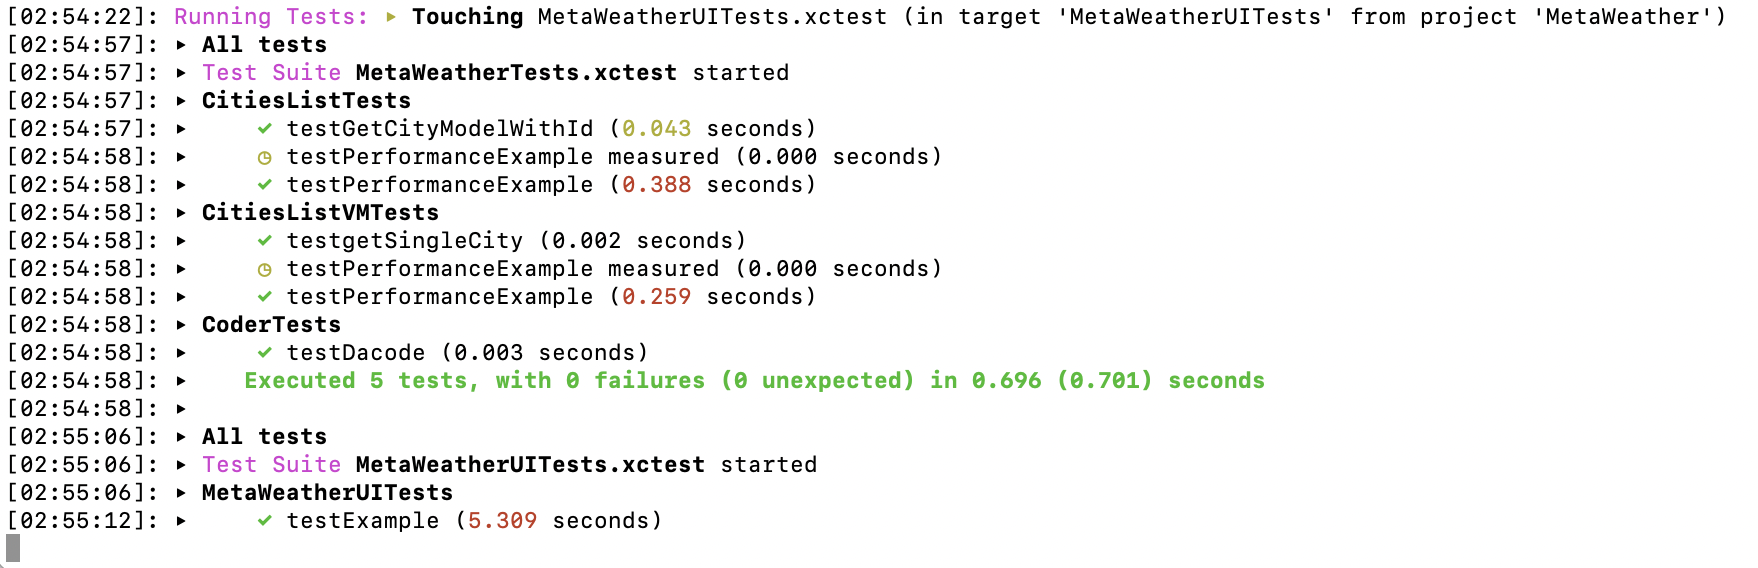 [02:54:22]: Running Tests: ▸ Touching MetaWeatherUITests.xctest (in target 'MetaWeatherUITests' from project 'MetaWeather')
[02:54:57]: ▸ All tests
[02:54:57]: ▸ Test Suite MetaWeatherTests.xctest started
[02:54:57]: ▸ CitiesListTests
[02:54:57]: ▸     ✓ testGetCityModelWithId (0.043 seconds)
[02:54:58]: ▸     ◷ testPerformanceExample measured (0.000 seconds)
[02:54:58]: ▸     ✓ testPerformanceExample (0.388 seconds)
[02:54:58]: ▸ CitiesListVMTests
[02:54:58]: ▸     ✓ testgetSingleCity (0.002 seconds)
[02:54:58]: ▸     ◷ testPerformanceExample measured (0.000 seconds)
[02:54:58]: ▸     ✓ testPerformanceExample (0.259 seconds)
[02:54:58]: ▸ CoderTests
[02:54:58]: ▸     ✓ testDacode (0.003 seconds)
[02:54:58]: ▸    Executed 5 tests, with 0 failures (0 unexpected) in 0.696 (0.701) seconds
[02:54:58]: ▸
[02:55:06]: ▸ All tests
[02:55:06]: ▸ Test Suite MetaWeatherUITests.xctest started
[02:55:06]: ▸ MetaWeatherUITests
[02:55:12]: ▸     ✓ testExample (5.309 seconds)